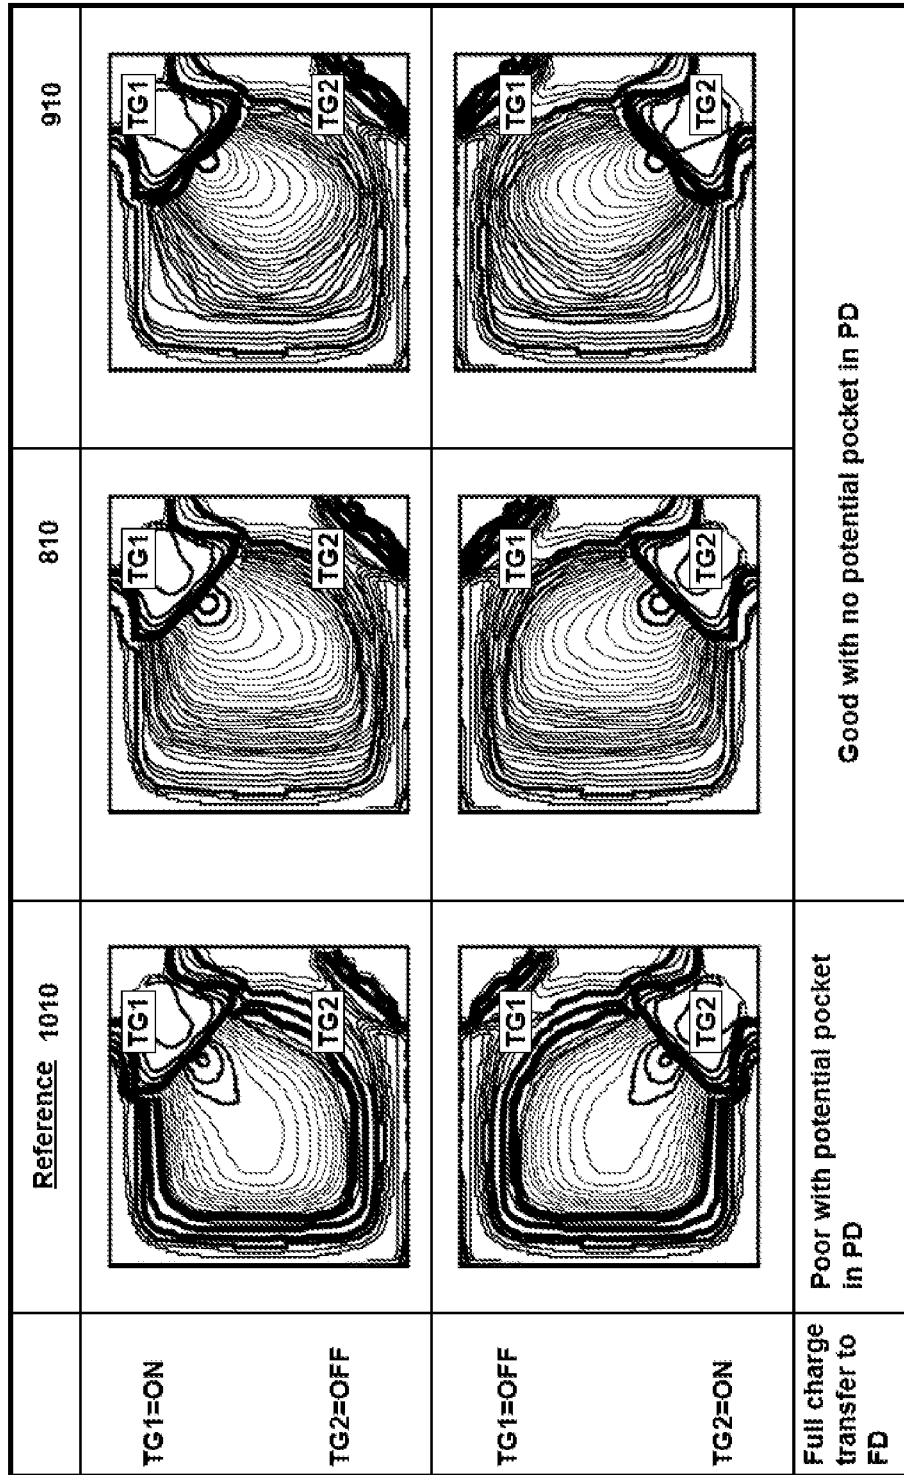 Reference 1010
810
910
TG1=ON
TG1
TG1
TG1
TG2=OFF
TG2
TG2
TG2
TG1=OFF
TG1
TG1
TG1
TG2=ON
TG2
TG2
TG2
Full charge
transfer to
FD
Poor with potential pocket
in PD
Good with no potential pocket in PD